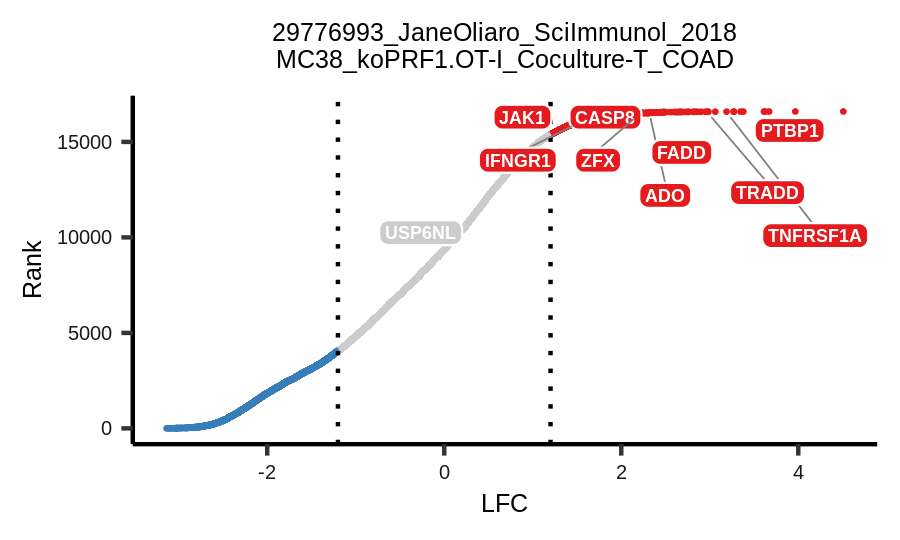 29776993_JaneOliaro_SciImmunol_2018
MC38_koPRF1.OT-I_Coculture-T_COAD
Rank
15000
10000
5000
0
JAK1
CASP8
PTBP1
IFNGR1
ZFX
FADD
ADO
TRADD
USP6NL
TNFRSF1A
-2
0
2
4
LFC